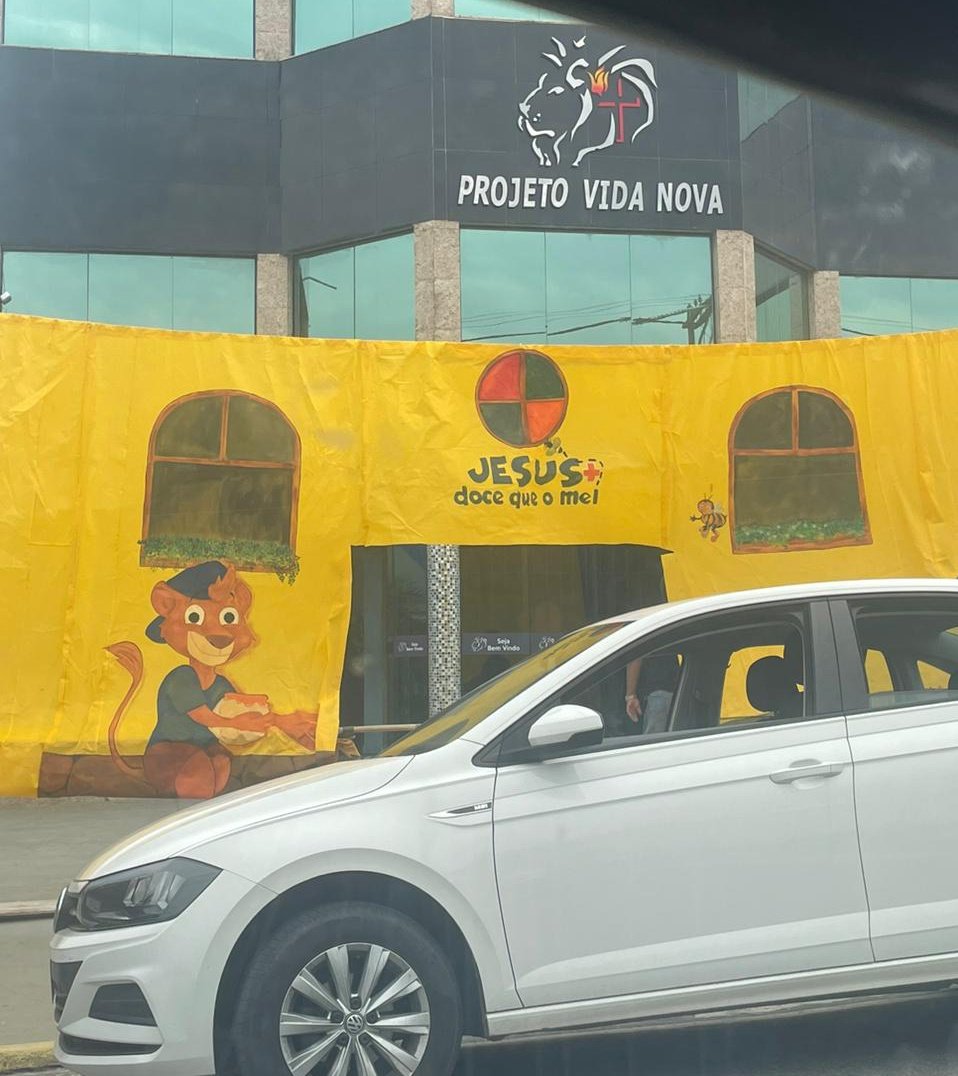 PROJETO VIDA NOVA
JESUS+
doce que o mel
Seja
Bem Vindo